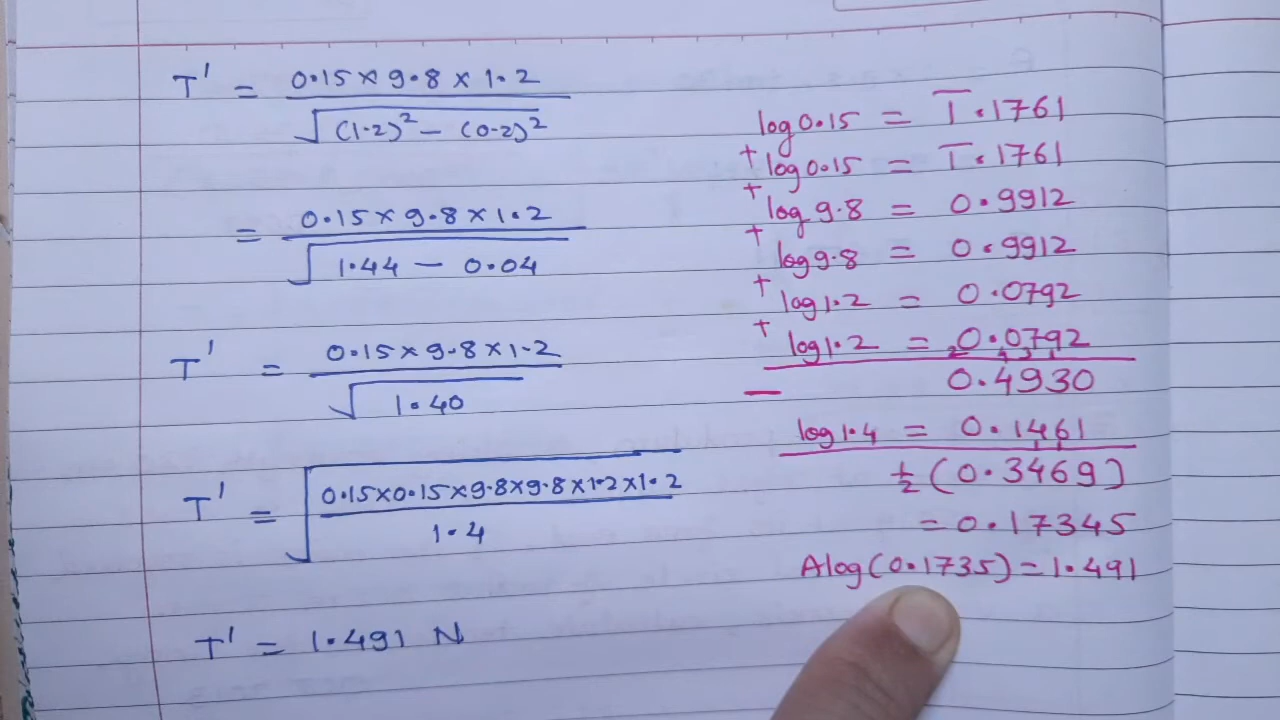 T' = 0.15 × 9.8 × 1.2
√(1.2)² – (0.2)²
= 0.15 × 9.8 × 1.2
√1.44 – 0.04
T' = 0.15 × 9.8 × 1.2
√1.40
T' = √0.15×0.15×9.8×9.8×1.2×1.2
1.4
T' = 1.491 N
log 0.15 = 1̅.1761
+ log 0.15 = 1̅.1761
+ log 9.8 = 0.9912
+ log 9.8 = 0.9912
+ log 1.2 = 0.0792
+ log 1.2 = 0.0792
0.4930
– log 1.4 = 0.1461
½ (0.3469)
= 0.17345
Alog (0.1735) = 1.491